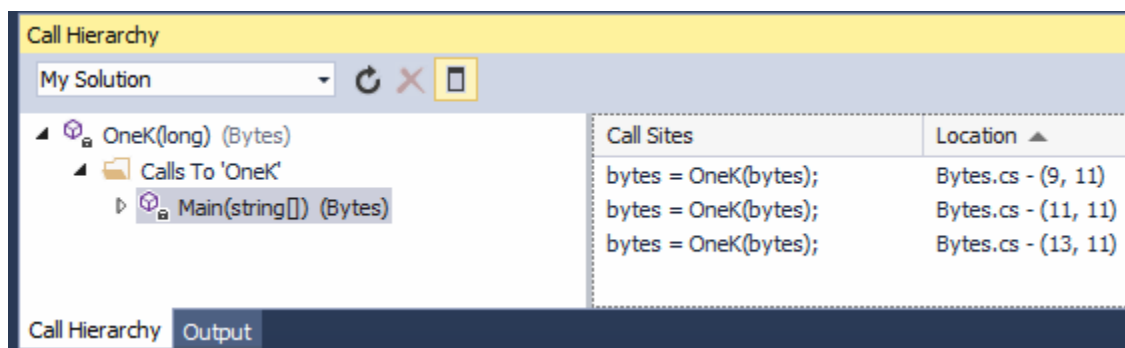 Call Hierarchy
My Solution
OneK(long) (Bytes)
Calls To 'OneK'
Main(string[]) (Bytes)
Call Sites Location
bytes = OneK(bytes); Bytes.cs - (9, 11)
bytes = OneK(bytes); Bytes.cs - (11, 11)
bytes = OneK(bytes); Bytes.cs - (13, 11)
Call Hierarchy Output